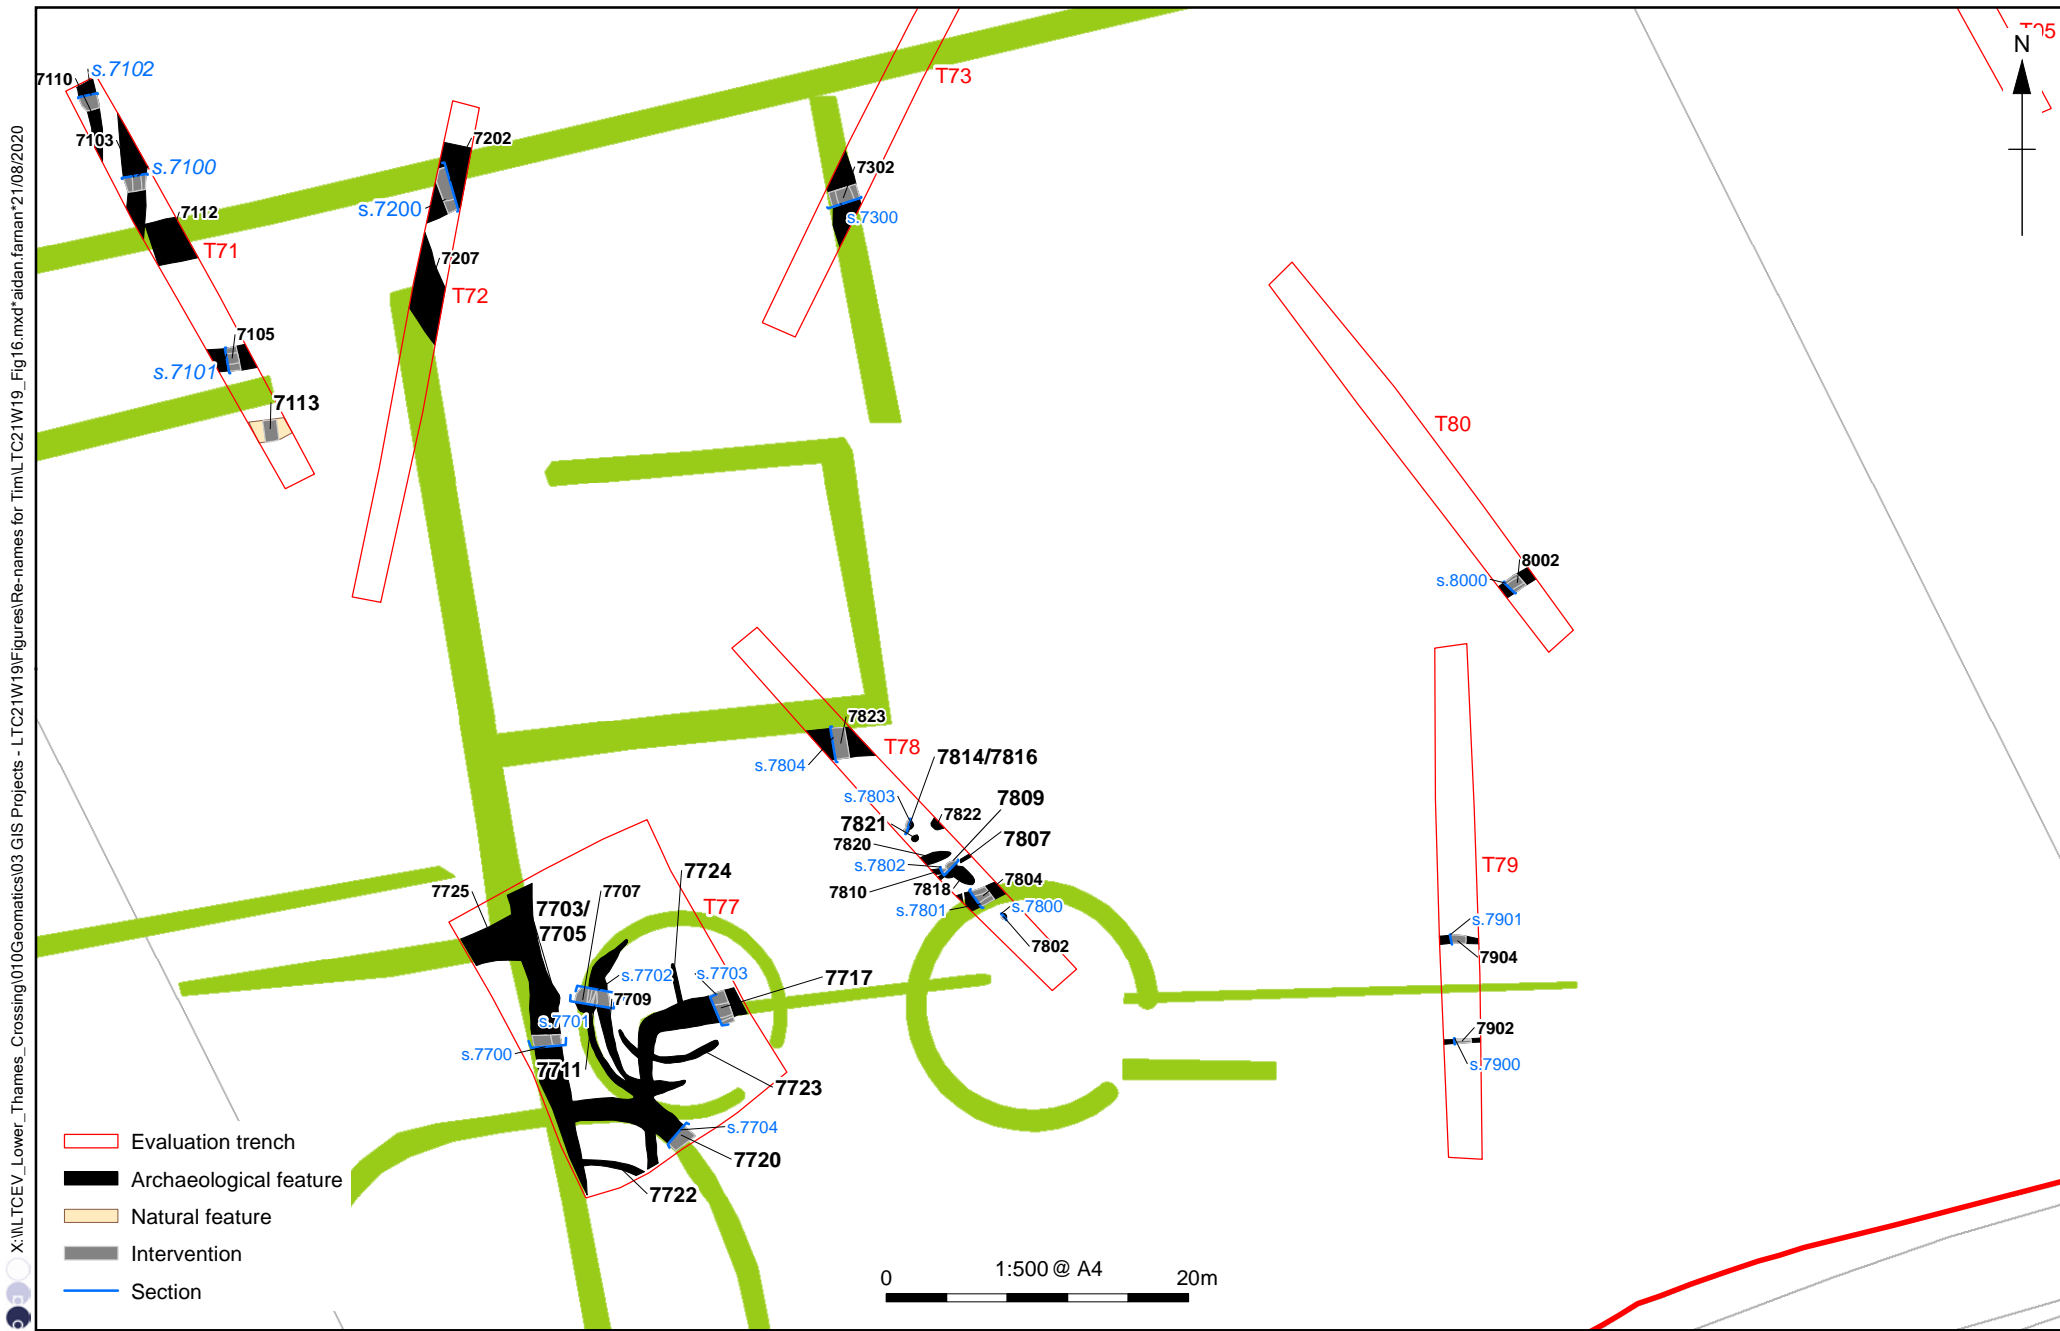 X:\l\LTCEV_Lower_Thames_Crossing\010Geomatics\03 GIS Projects - LTC21W19\Figures\Re-names for Tim\LTC21W19_Fig16.mxd*aidan.farnan*21/08/2020
7110
s.7102
7103
s.7100
7112
T71
7105
s.7101
7113
7202
s.7200
7207
T72
T73
7302
s.7300
N
T80
8002
s.8000
7823
T78
s.7804
7814/7816
s.7803
7809
7821
7822
7807
7820
s.7802
7810
7818
7804
s.7801
s.7800
7802
T79
s.7901
7904
7902
s.7900
7725
7703/
7705
7707
7724
T77
s.7702
s.7703
7709
7717
s.7701
s.7700
7711
7723
s.7704
7720
7722
Evaluation trench
Archaeological feature
Natural feature
Intervention
Section
0
1:500 @ A4
20m